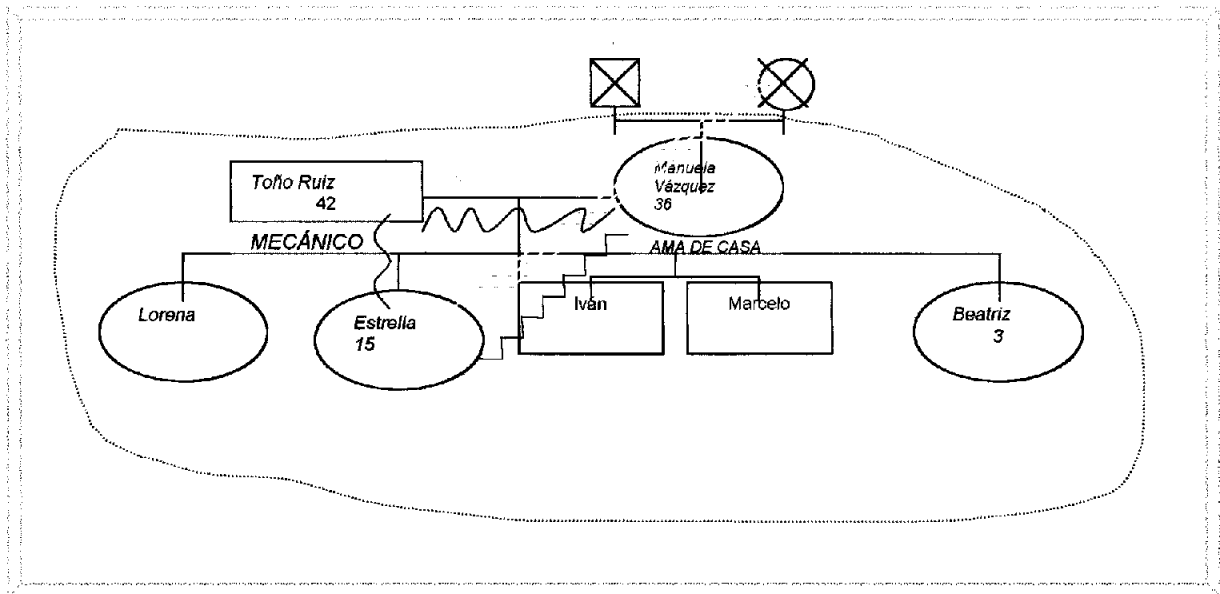 Manuela
Vázquez
36
Toño Ruiz
42
MECÁNICO
AMA DE CASA
Lorena
Estrella
15
Iván
Marcelo
Beatriz
3